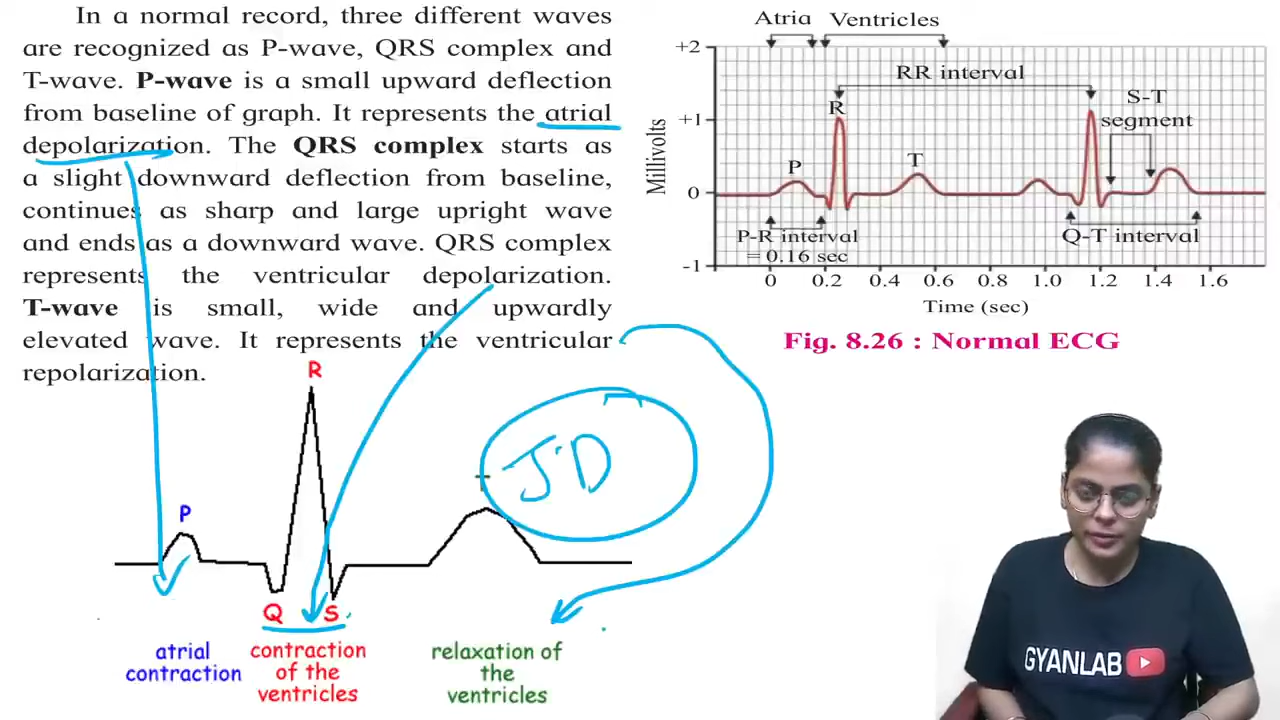 In a normal record, three different waves
are recognized as P-wave, QRS complex and
T-wave. P-wave is a small upward deflection
from baseline of graph. It represents the atrial
depolarization. The QRS complex starts as
a slight downward deflection from baseline,
continues as sharp and large upright wave
and ends as a downward wave. QRS complex
represents the ventricular depolarization.
T-wave is small, wide and upwardly
elevated wave. It represents the ventricular
repolarization.
Atria Ventricles
+2
RR interval
S-T
segment
R
+1
Millivolts
P
T
0
P-R interval
= 0.16 sec
Q-T interval
-1
0 0.2 0.4 0.6 0.8 1.0 1.2 1.4 1.6
Time (sec)
Fig. 8.26 : Normal ECG
R
JD
P
Q S
atrial
contraction
contraction
of the
ventricles
relaxation of
the
ventricles
GYANLAB